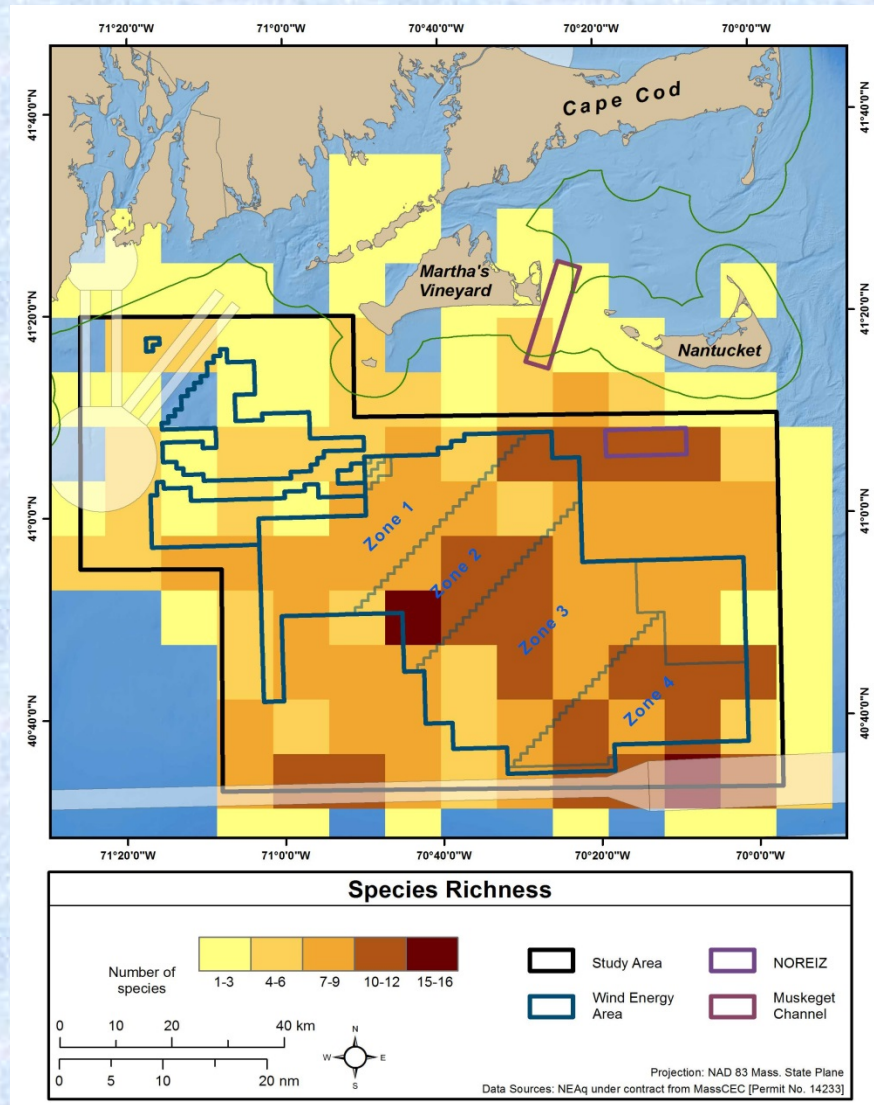 71°20'0"W 71°0'0"W 70°40'0"W 70°20'0"W 70°0'0"W
41°40'0"N
41°40'0"N
Cape Cod
Martha's
Vineyard
41°20'0"N
41°20'0"N
Nantucket
41°0'0"N
41°0'0"N
Zone 1
Zone 2
Zone 3
Zone 4
40°40'0"N
40°40'0"N
71°20'0"W 71°0'0"W 70°40'0"W 70°20'0"W 70°0'0"W
Species Richness
Number of
species
1-3 4-6 7-9 10-12 15-16
Study Area
NOREIZ
Wind Energy
Area
Muskeget
Channel
0 10 20 40 km
0 5 10 20 nm
N
W E
S
Projection: NAD 83 Mass. State Plane
Data Sources: NEAq under contract from MassCEC [Permit No. 14233]